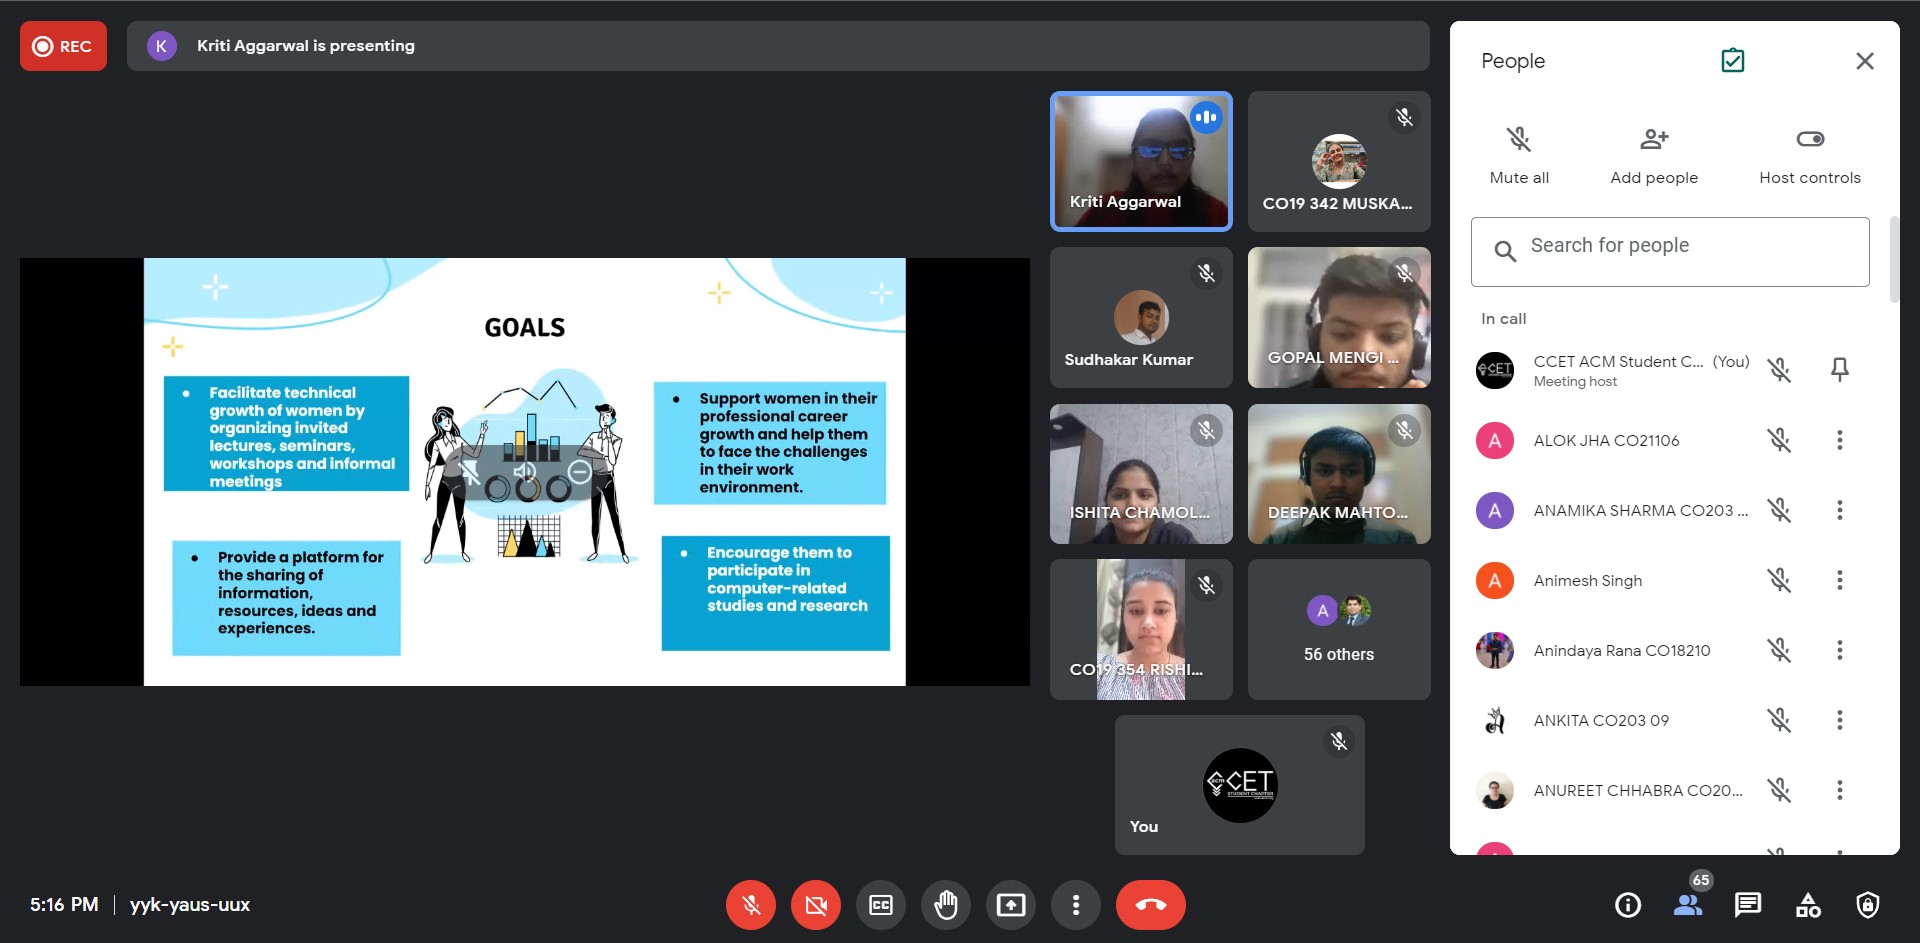 REC
K
Kriti Aggarwal is presenting
GOALS
Facilitate technical
growth of women by
organizing invited
lectures, seminars,
workshops and informal
meetings
Support women in their
professional career
growth and help them
to face the challenges
in their work
environment.
Provide a platform for
the sharing of
information,
resources, ideas and
experiences.
Encourage them to
participate in
computer-related
studies and research
Kriti Aggarwal
CO19 342 MUSKA...
Sudhakar Kumar
GOPAL MENGI ...
ISHITA CHAMOL...
DEEPAK MAHTO...
CO19 354 RISHI...
A
56 others
acm CCET
STUDENT CHAPTER
You
People
Mute all
Add people
Host controls
Search for people
In call
CCET
CCET ACM Student C... (You)
Meeting host
A
ALOK JHA CO21106
A
ANAMIKA SHARMA CO203 ...
A
Animesh Singh
Anindaya Rana CO18210
ANKITA CO203 09
ANUREET CHHABRA CO20...
5:16 PM | yyk-yaus-uux
CC
65